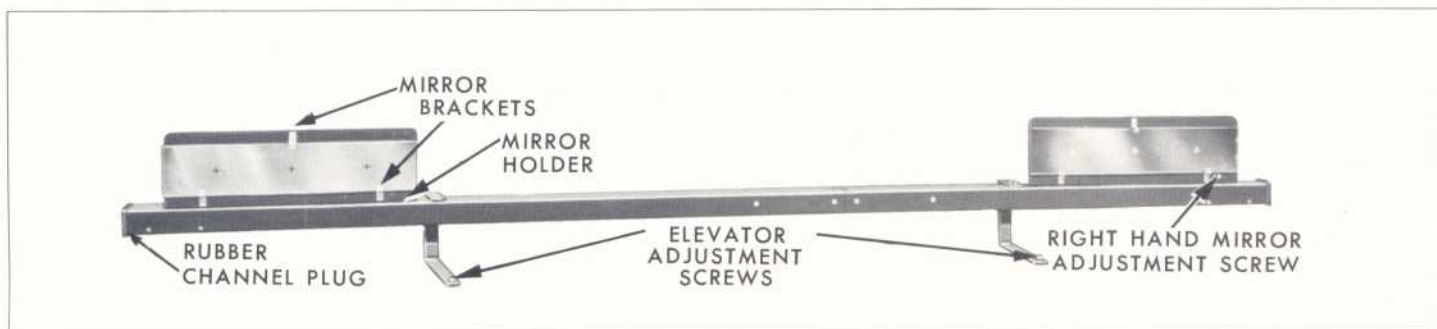 MIRROR
BRACKETS
MIRROR
HOLDER
RUBBER
CHANNEL PLUG
ELEVATOR
ADJUSTMENT
SCREWS
RIGHT HAND MIRROR
ADJUSTMENT SCREW